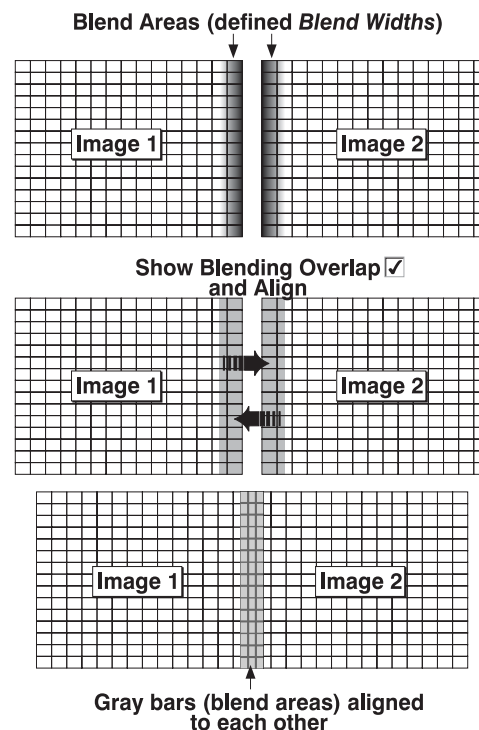 Blend Areas (defined Blend Widths)
Image 1
Image 2
Show Blending Overlap ✓
and Align
Image 1
Image 2
Image 1
Image 2
Gray bars (blend areas) aligned
to each other